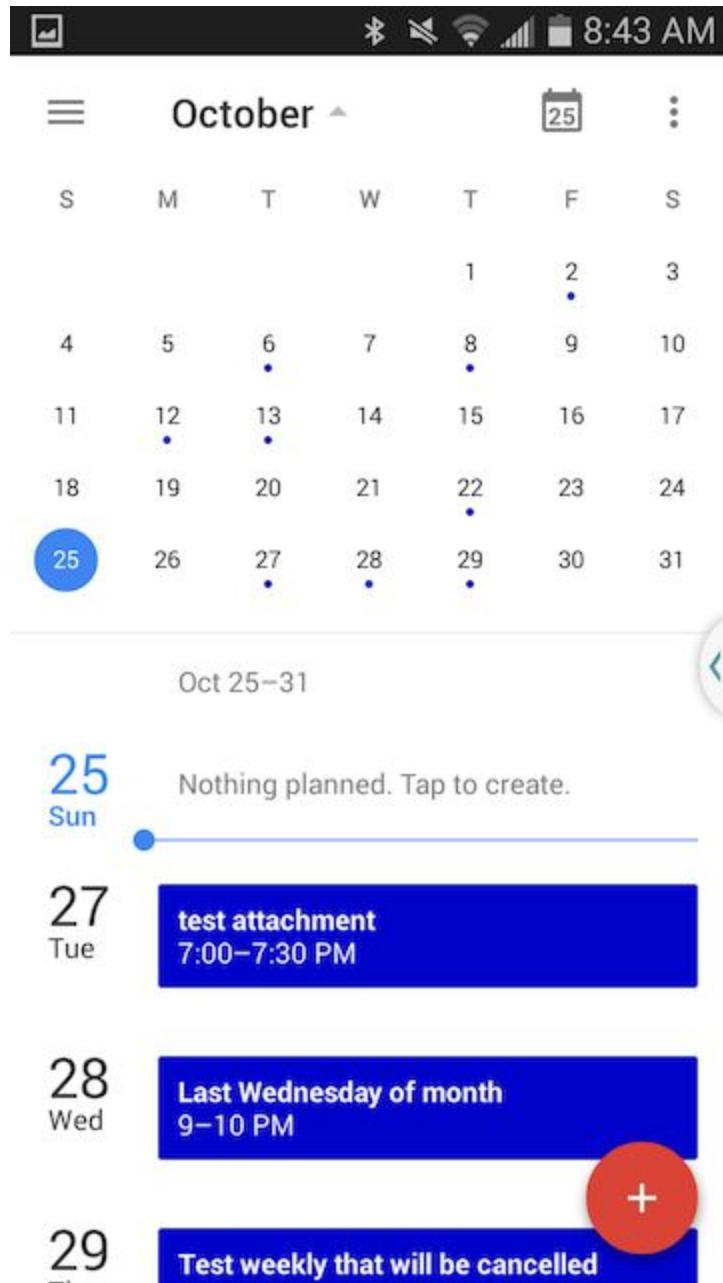 8:43 AM
October 25
S M T W T F S
1 2 3
4 5 6 7 8 9 10
11 12 13 14 15 16 17
18 19 20 21 22 23 24
25 26 27 28 29 30 31
Oct 25–31
25
Sun
Nothing planned. Tap to create.
27
Tue
test attachment
7:00–7:30 PM
28
Wed
Last Wednesday of month
9–10 PM
29
Test weekly that will be cancelled